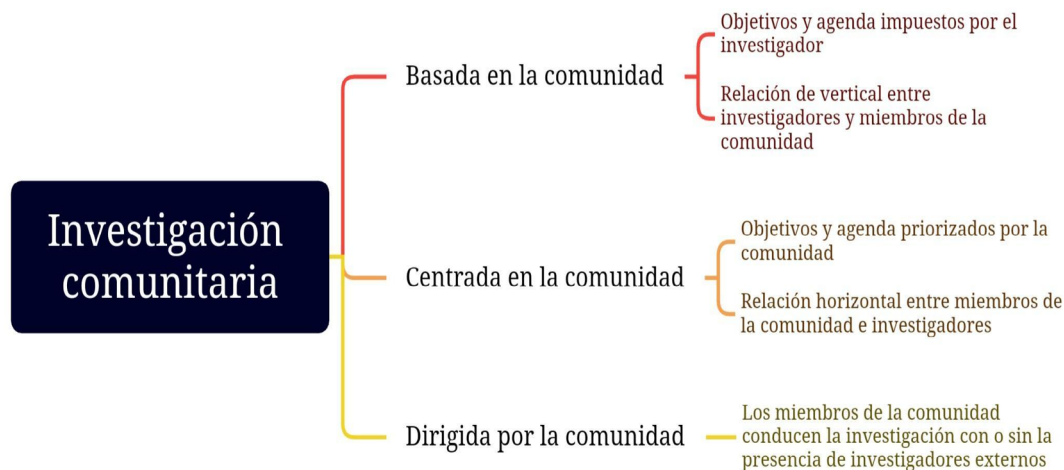 Investigación
comunitaria
Basada en la comunidad
Objetivos y agenda impuestos por el
investigador
Relación de vertical entre
investigadores y miembros de la
comunidad
Centrada en la comunidad
Objetivos y agenda priorizados por la
comunidad
Relación horizontal entre miembros de
la comunidad e investigadores
Dirigida por la comunidad
Los miembros de la comunidad
conducen la investigación con o sin la
presencia de investigadores externos